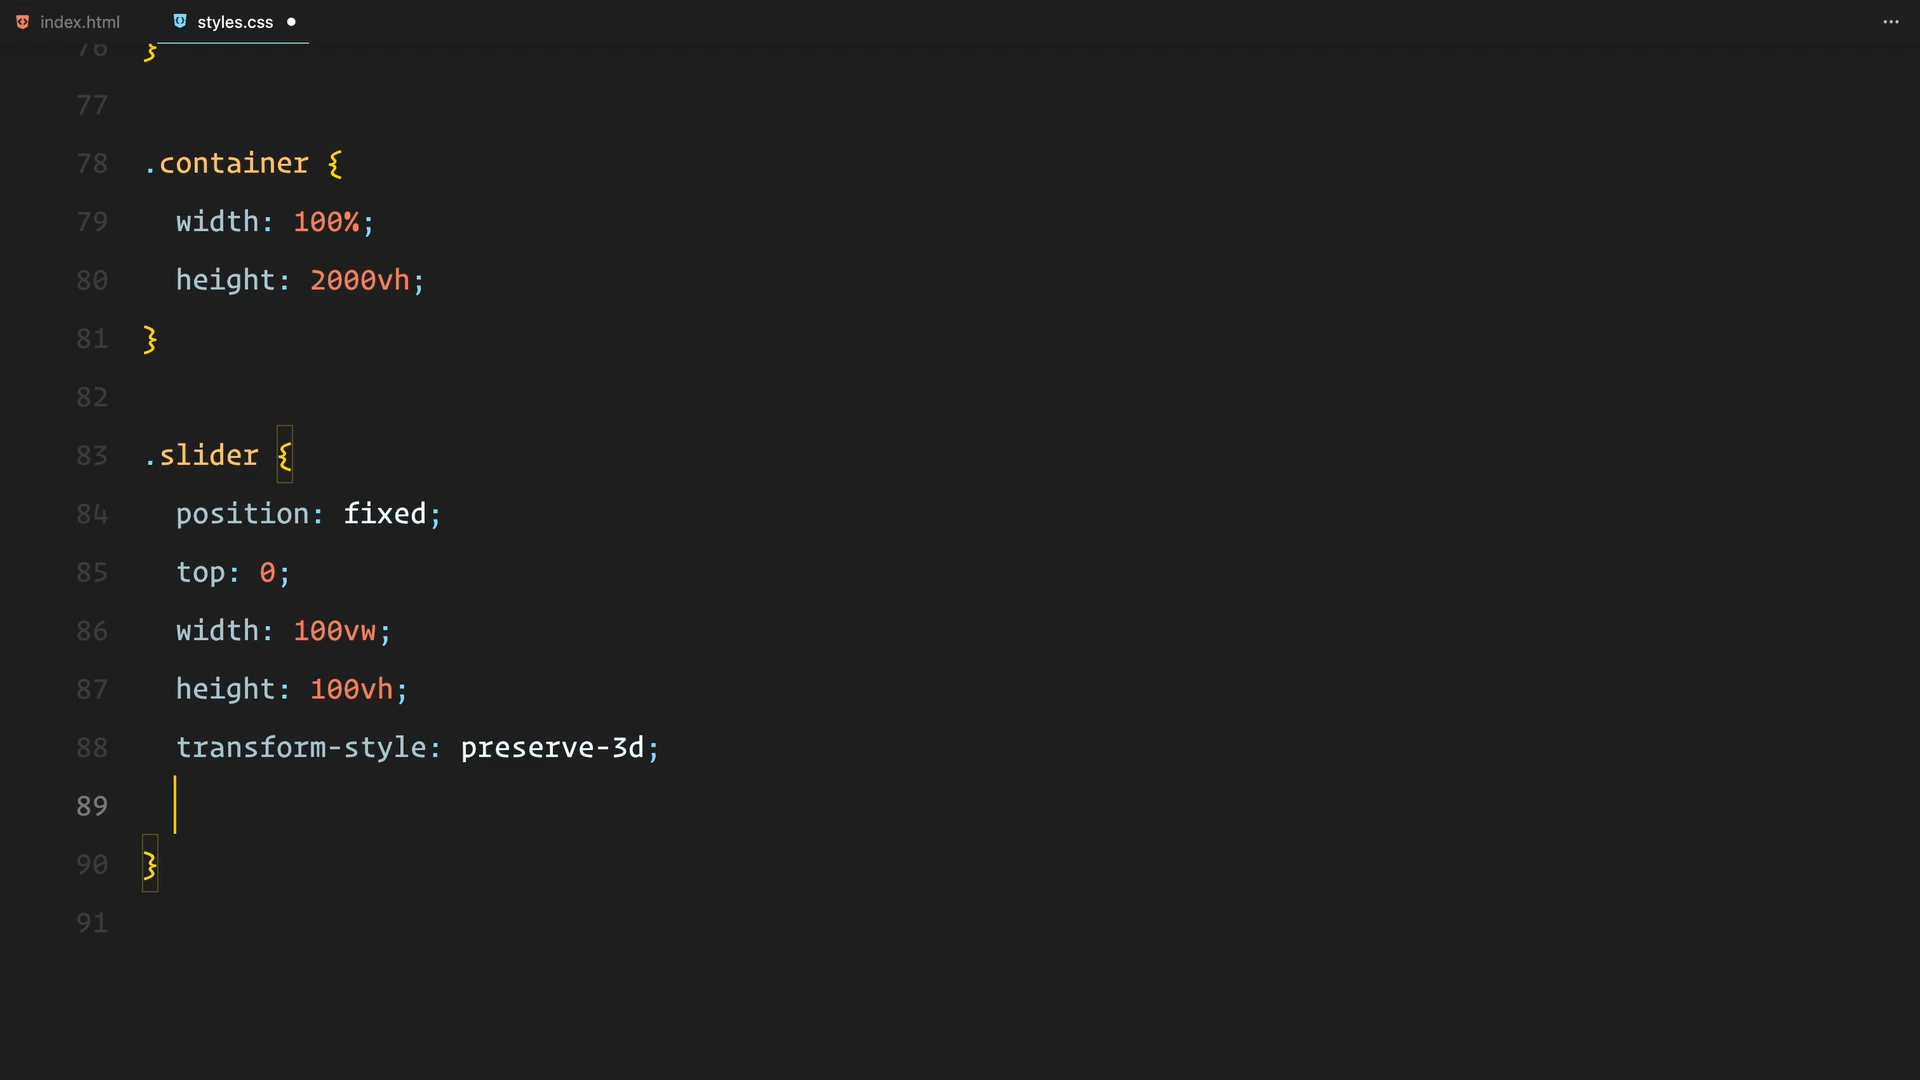 index.html styles.css
76 }
77
78 .container {
79 width: 100%;
80 height: 2000vh;
81 }
82
83 .slider {
84 position: fixed;
85 top: 0;
86 width: 100vw;
87 height: 100vh;
88 transform-style: preserve-3d;
89
90 }
91